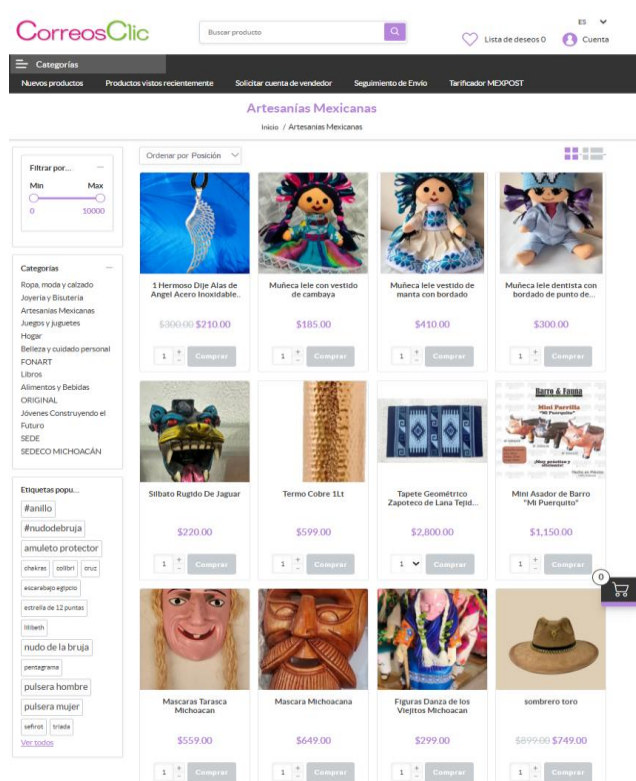 CorreosClic
Buscar producto
Lista de deseos 0
ES
Cuenta
Categorías
Nuevos productos Productos vistos recientemente Solicitar cuenta de vendedor Seguimiento de Envío Tarificador MEXPOST
Artesanías Mexicanas
Inicio / Artesanías Mexicanas
Filtrar por...
Min Max
0 10000
Categorías
Ropa, moda y calzado
Joyería y Bisutería
Artesanías Mexicanas
Juegos y juguetes
Hogar
Belleza y cuidado personal
FONART
Libros
Alimentos y Bebidas
ORIGINAL
Jóvenes Construyendo el
Futuro
SEDE
SEDECO MICHOACÁN
Etiquetas popu...
#anillo
#nudodebruja
amuleto protector
chakras colibri cruz
escarabajo egipcio
estrella de 12 puntas
lilibeth
nudo de la bruja
pentagrama
pulsera hombre
pulsera mujer
sefirot triada
Ver todos
Ordenar por Posición
1 Hermoso Dije Alas de
Angel Acero Inoxidable..
$300.00 $210.00
1 + - Comprar
Muñeca lele con vestido
de cambaya
$185.00
1 + - Comprar
Muñeca lele vestido de
manta con bordado
$410.00
1 + - Comprar
Muñeca lele dentista con
bordado de punto de...
$300.00
1 + - Comprar
Silbato Rugido De Jaguar
$220.00
1 + - Comprar
Termo Cobre 1Lt
$599.00
1 + - Comprar
Tapete Geométrico
Zapoteco de Lana Tejid...
$2,800.00
1 Comprar
Barro & Fauna
Mini Parrilla
"Mi Puerquito"
Mini Asador de Barro
"Mi Puerquito"
$1,150.00
1 + - Comprar
0
Mascaras Tarasca
Michoacan
$559.00
1 + - Comprar
Mascara Michoacana
$649.00
1 + - Comprar
Figuras Danza de los
Viejitos Michoacan
$299.00
1 + - Comprar
sombrero toro
$899.00 $749.00
1 + - Comprar